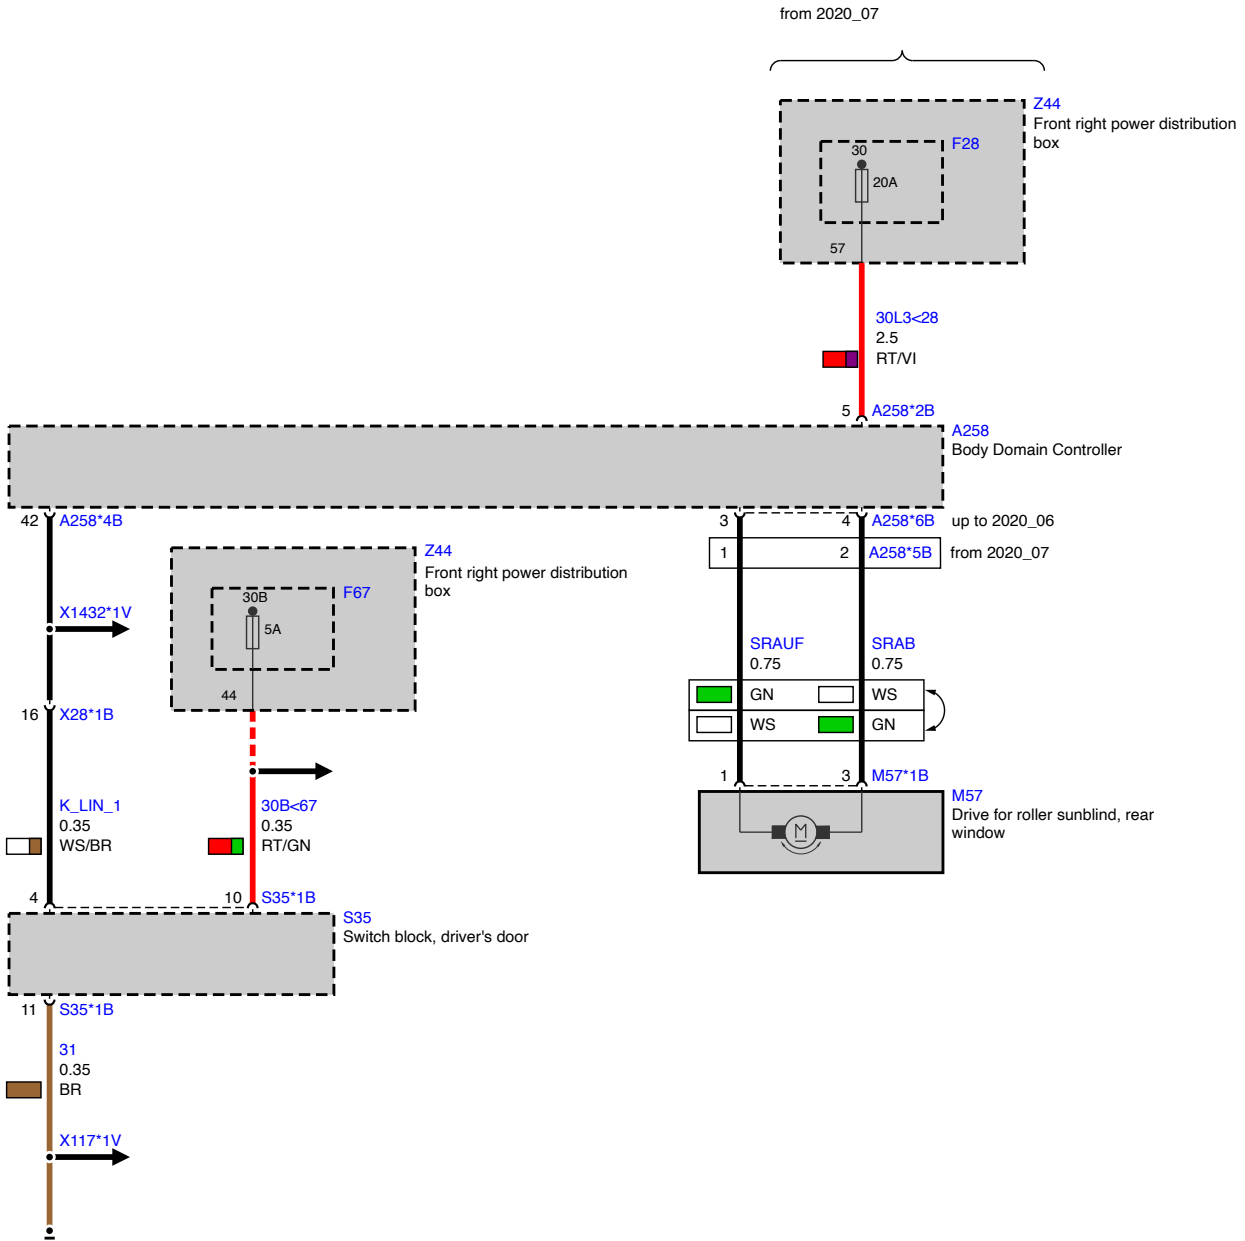 from 2020_07
Z44
Front right power distribution
box
F28
30
20A
57
30L3<28
2.5
RT/VI
5 A258*2B
A258
Body Domain Controller
42 A258*4B
3 4 A258*6B up to 2020_06
1 2 A258*5B from 2020_07
Z44
Front right power distribution
box
F67
30B
5A
44
X1432*1V
16 X28*1B
SRAUF SRAB
0.75 0.75
GN WS
WS GN
1 3 M57*1B
M57
Drive for roller sunblind, rear
window
M
K_LIN_1 30B<67
0.35 0.35
WS/BR RT/GN
4 10 S35*1B
S35
Switch block, driver's door
11 S35*1B
31
0.35
BR
X117*1V